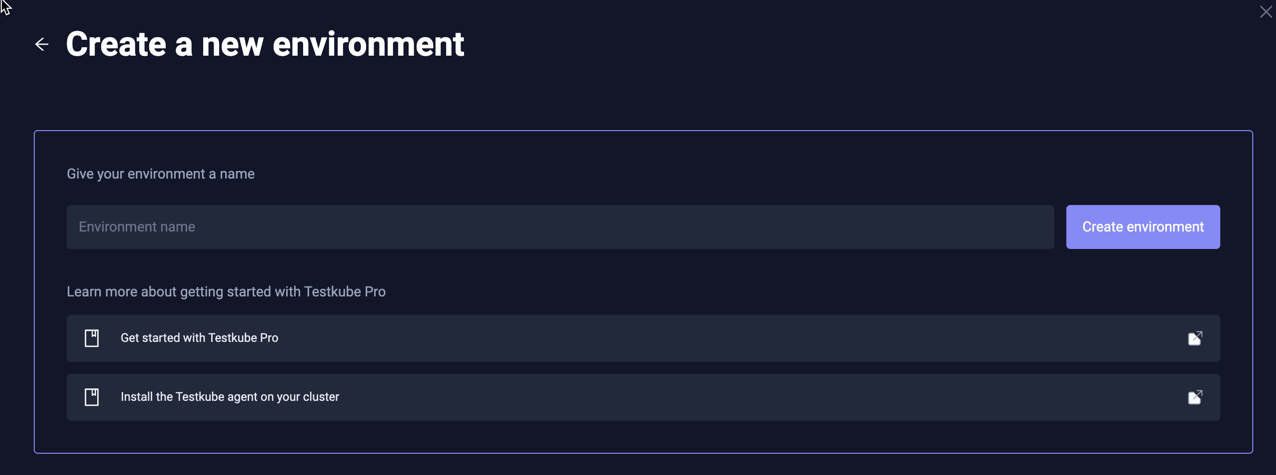 Create a new environment
Give your environment a name
Environment name
Create environment
Learn more about getting started with Testkube Pro
Get started with Testkube Pro
Install the Testkube agent on your cluster